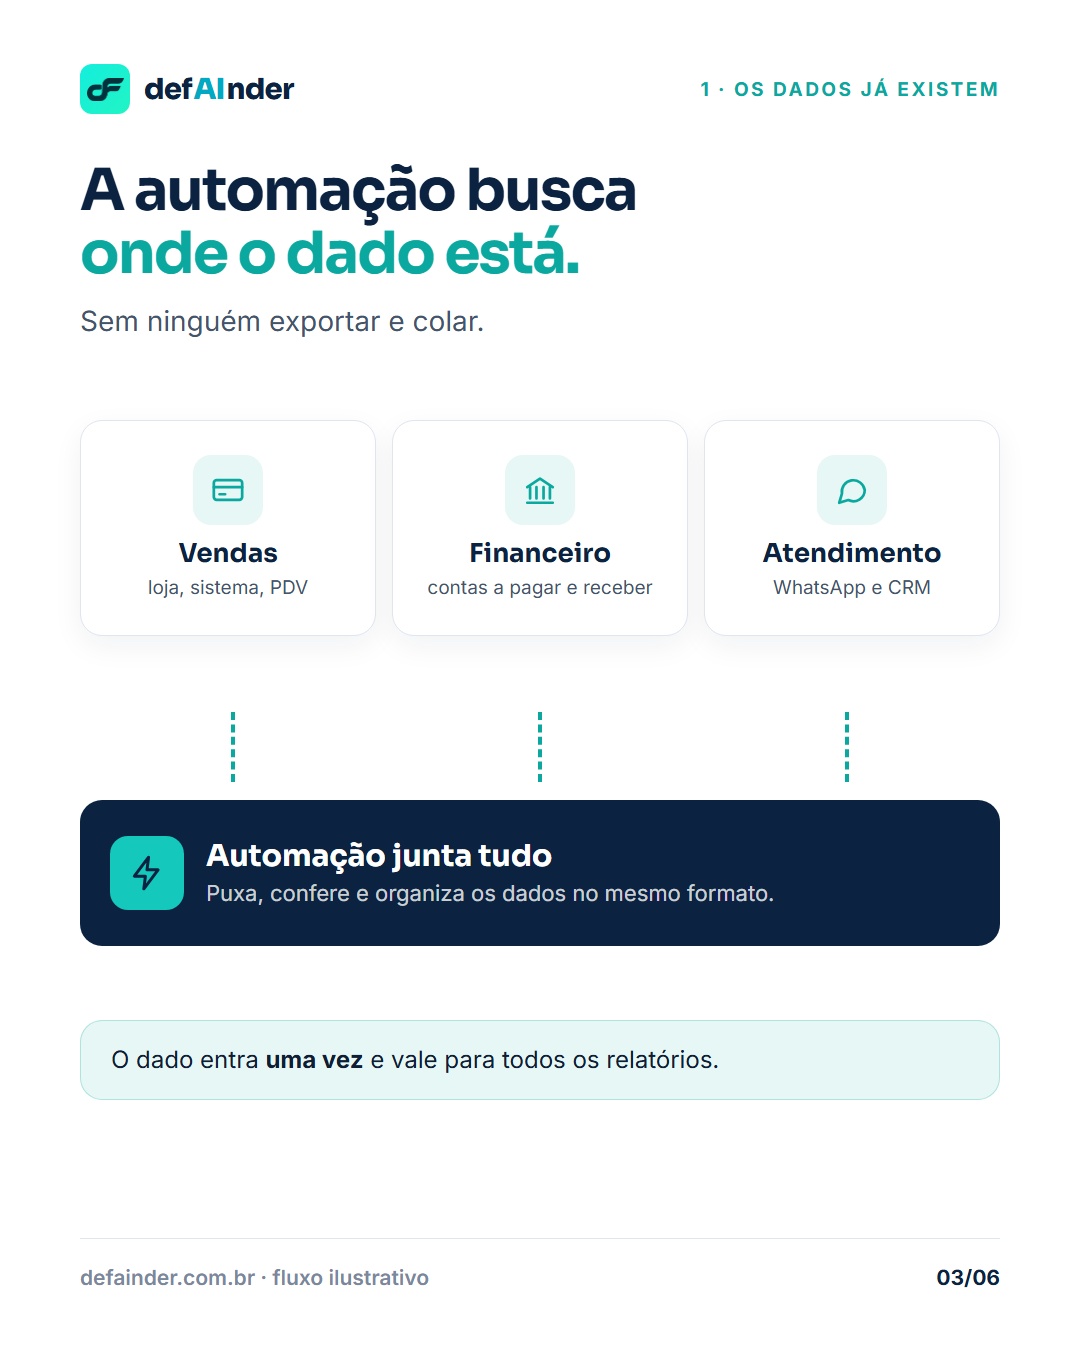 defAInder
1 · OS DADOS JÁ EXISTEM
A automação busca
onde o dado está.
Sem ninguém exportar e colar.
Vendas
loja, sistema, PDV
Financeiro
contas a pagar e receber
Atendimento
WhatsApp e CRM
Automação junta tudo
Puxa, confere e organiza os dados no mesmo formato.
O dado entra uma vez e vale para todos os relatórios.
defainder.com.br · fluxo ilustrativo
03/06